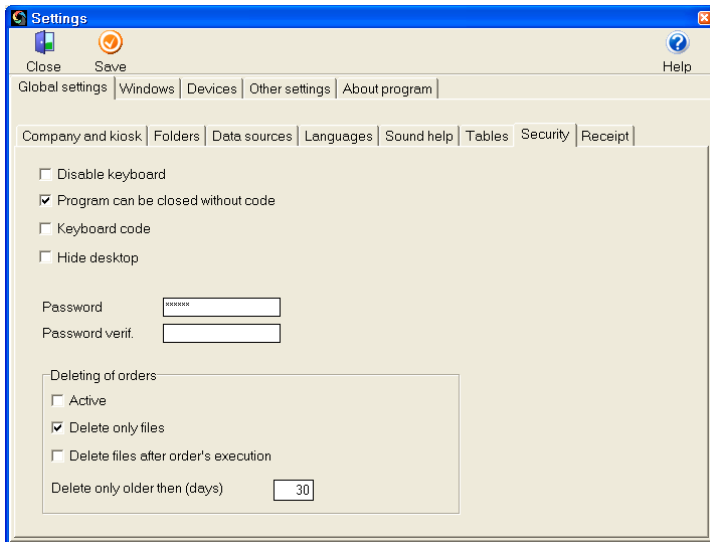 Settings
Close Save Help
Global settings Windows Devices Other settings About program
Company and kiosk Folders Data sources Languages Sound help Tables Security Receipt
Disable keyboard
Program can be closed without code
Keyboard code
Hide desktop
Password ******
Password verif.
Deleting of orders
Active
Delete only files
Delete files after order's execution
Delete only older then (days) 30